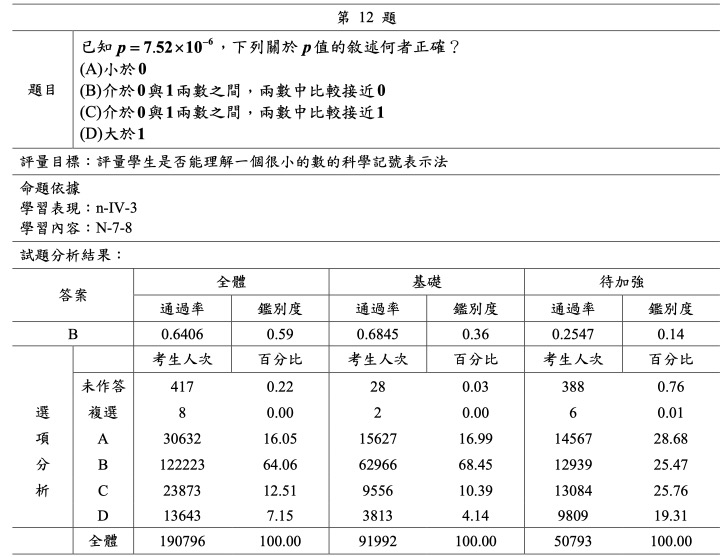 第 12 題
題目
已知 p = 7.52×10⁻⁶，下列關於 p 值的敘述何者正確？
(A)小於 0
(B)介於 0 與 1 兩數之間，兩數中比較接近 0
(C)介於 0 與 1 兩數之間，兩數中比較接近 1
(D)大於 1
評量目標：評量學生是否能理解一個很小的數的科學記號表示法
命題依據
學習表現：n-IV-3
學習內容：N-7-8
試題分析結果：
答案 全體 基礎 待加強
通過率 鑑別度 通過率 鑑別度 通過率 鑑別度
B 0.6406 0.59 0.6845 0.36 0.2547 0.14
選項分析
考生人次 百分比 考生人次 百分比 考生人次 百分比
未作答 417 0.22 28 0.03 388 0.76
複選 8 0.00 2 0.00 6 0.01
A 30632 16.05 15627 16.99 14567 28.68
B 122223 64.06 62966 68.45 12939 25.47
C 23873 12.51 9556 10.39 13084 25.76
D 13643 7.15 3813 4.14 9809 19.31
全體 190796 100.00 91992 100.00 50793 100.00